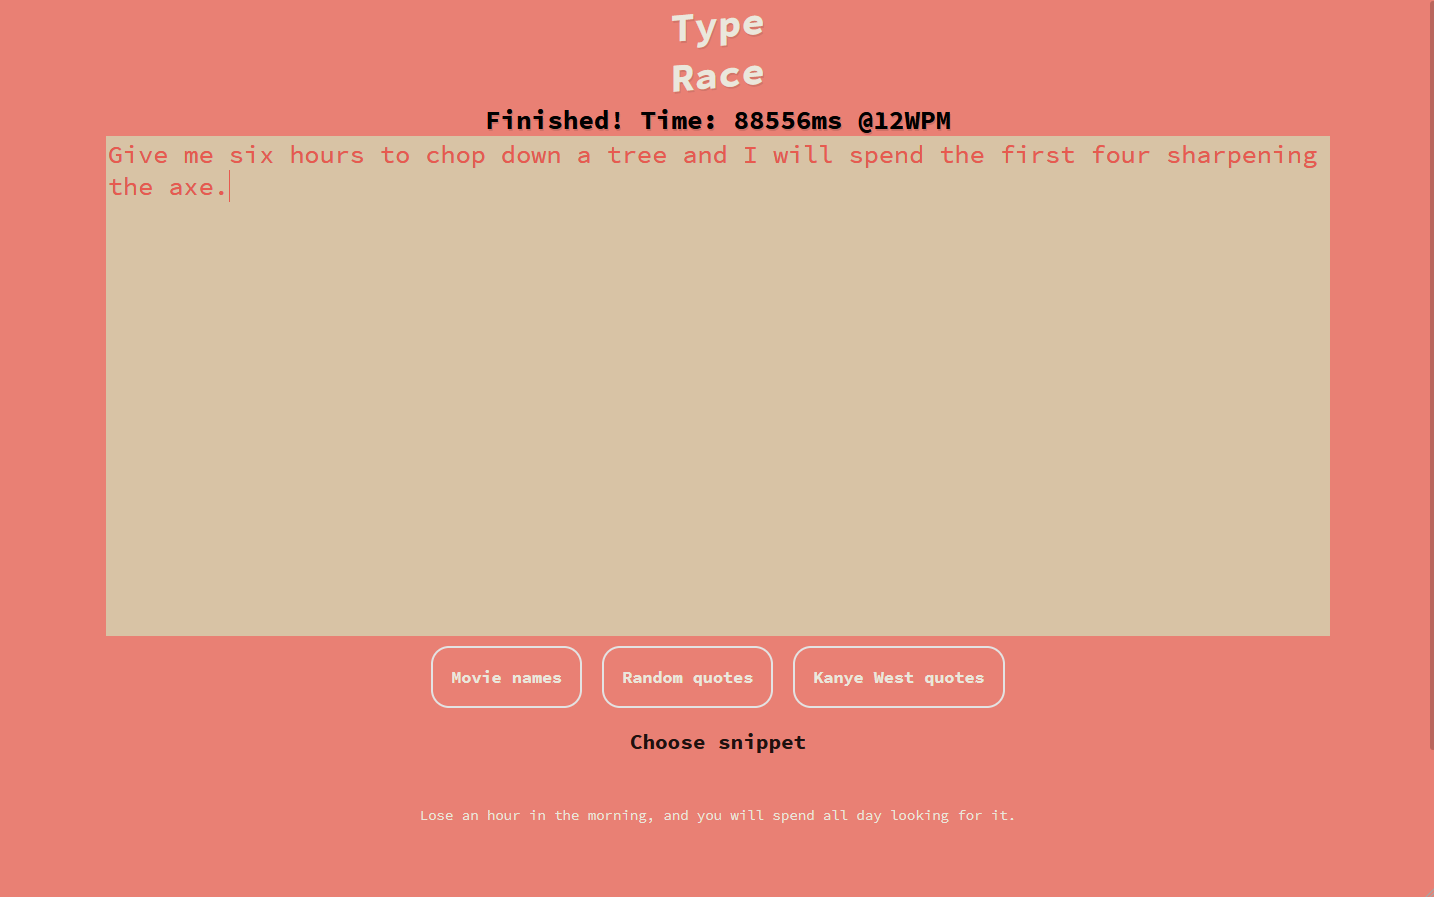 Type
Race
Finished! Time: 88556ms @12WPM
Give me six hours to chop down a tree and I will spend the first four sharpening
the axe.
Movie names Random quotes Kanye West quotes
Choose snippet
Lose an hour in the morning, and you will spend all day looking for it.